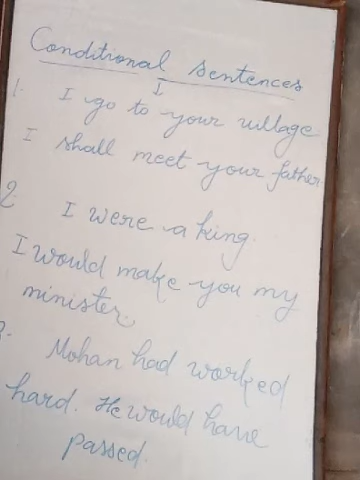 Conditional Sentences
I
1. I go to your village.
I shall meet your father
2. I were a king.
I would make you my
minister.
3. Mohan had worked
hard. He would have
passed.